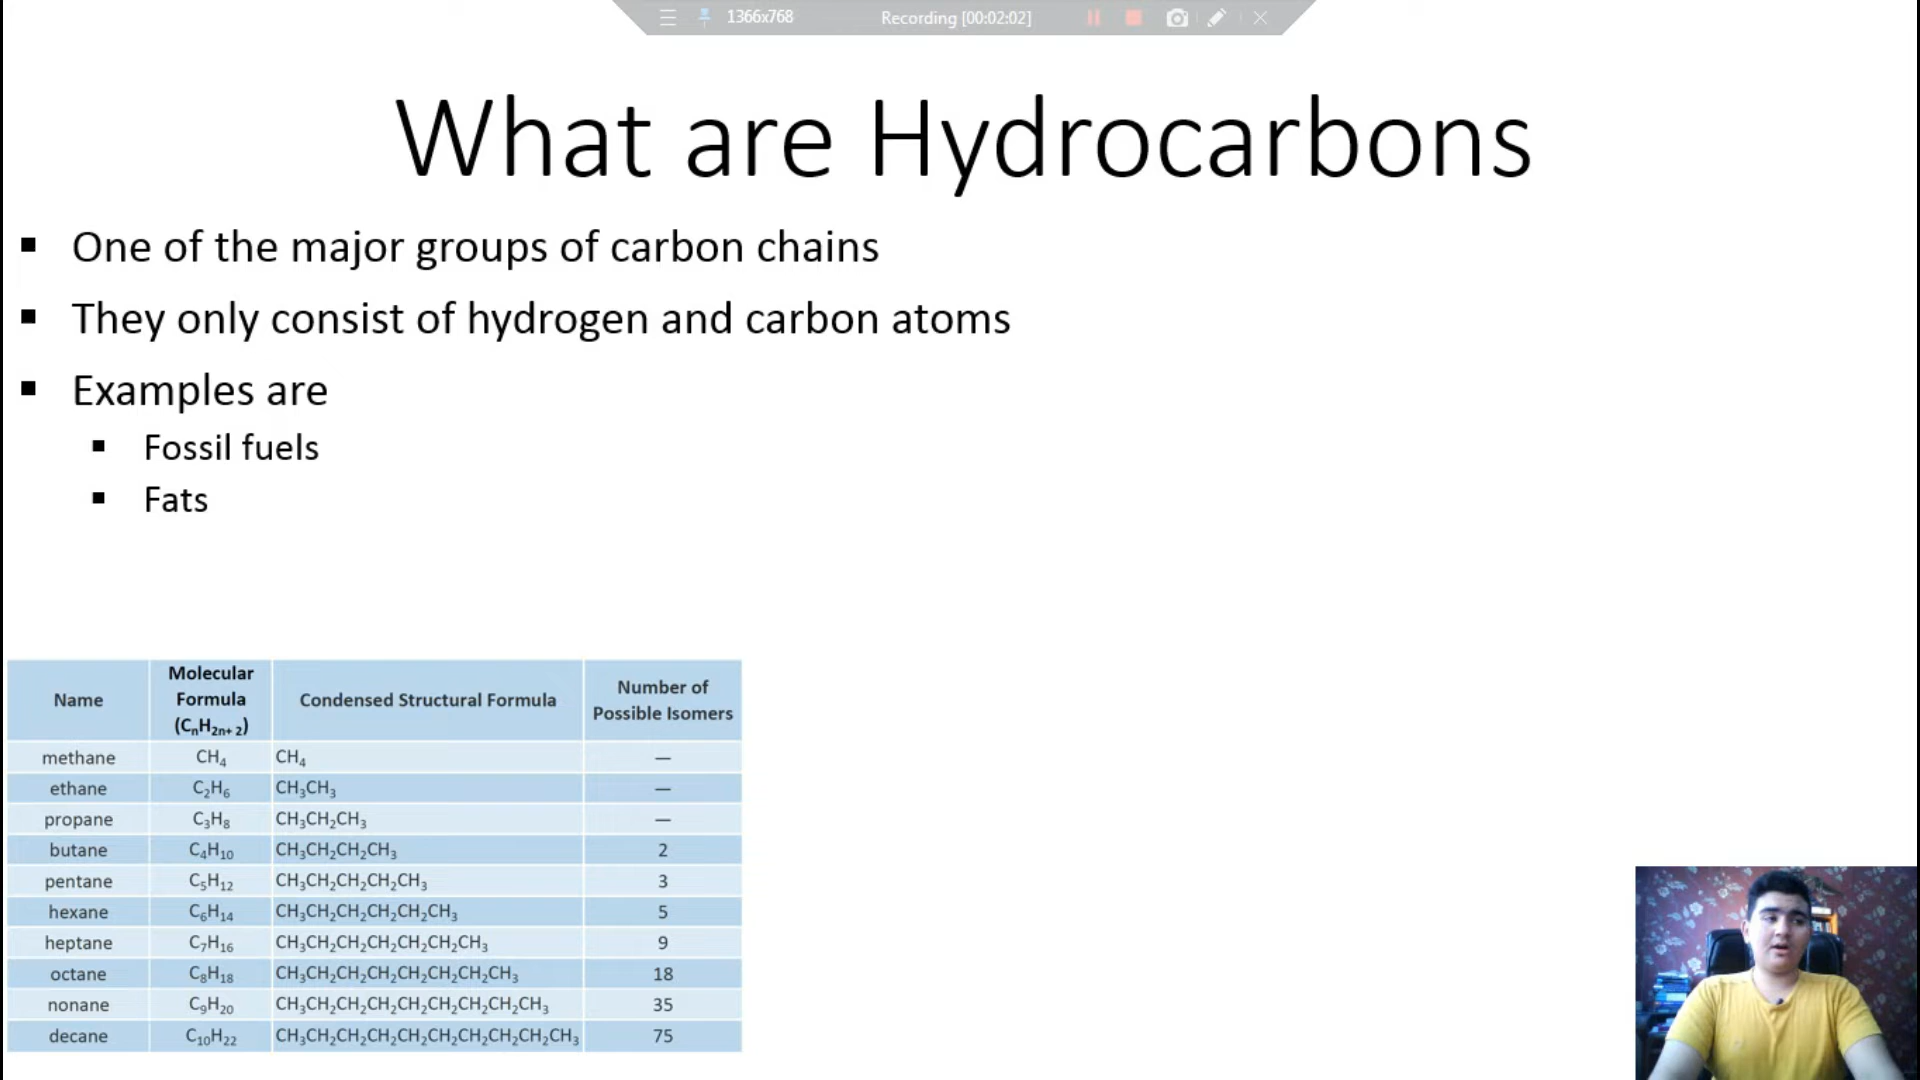 1366x768 Recording [00:02:02]
What are Hydrocarbons
▪ One of the major groups of carbon chains
▪ They only consist of hydrogen and carbon atoms
▪ Examples are
▪ Fossil fuels
▪ Fats
Name | Molecular Formula (CₙH₂ₙ₊ ₂) | Condensed Structural Formula | Number of Possible Isomers
methane | CH₄ | CH₄ | —
ethane | C₂H₆ | CH₃CH₃ | —
propane | C₃H₈ | CH₃CH₂CH₃ | —
butane | C₄H₁₀ | CH₃CH₂CH₂CH₃ | 2
pentane | C₅H₁₂ | CH₃CH₂CH₂CH₂CH₃ | 3
hexane | C₆H₁₄ | CH₃CH₂CH₂CH₂CH₂CH₃ | 5
heptane | C₇H₁₆ | CH₃CH₂CH₂CH₂CH₂CH₂CH₃ | 9
octane | C₈H₁₈ | CH₃CH₂CH₂CH₂CH₂CH₂CH₂CH₃ | 18
nonane | C₉H₂₀ | CH₃CH₂CH₂CH₂CH₂CH₂CH₂CH₂CH₃ | 35
decane | C₁₀H₂₂ | CH₃CH₂CH₂CH₂CH₂CH₂CH₂CH₂CH₂CH₃ | 75